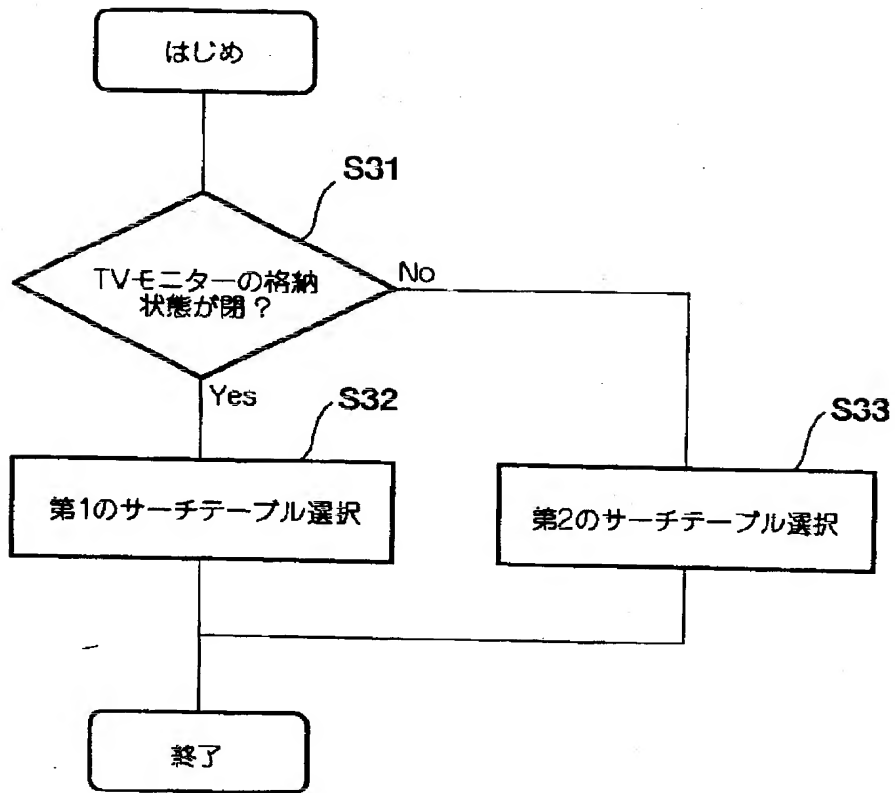 はじめ
S31
TVモニターの格納
状態が閉？
No
Yes
S32
S33
第1のサーチテーブル選択
第2のサーチテーブル選択
終了